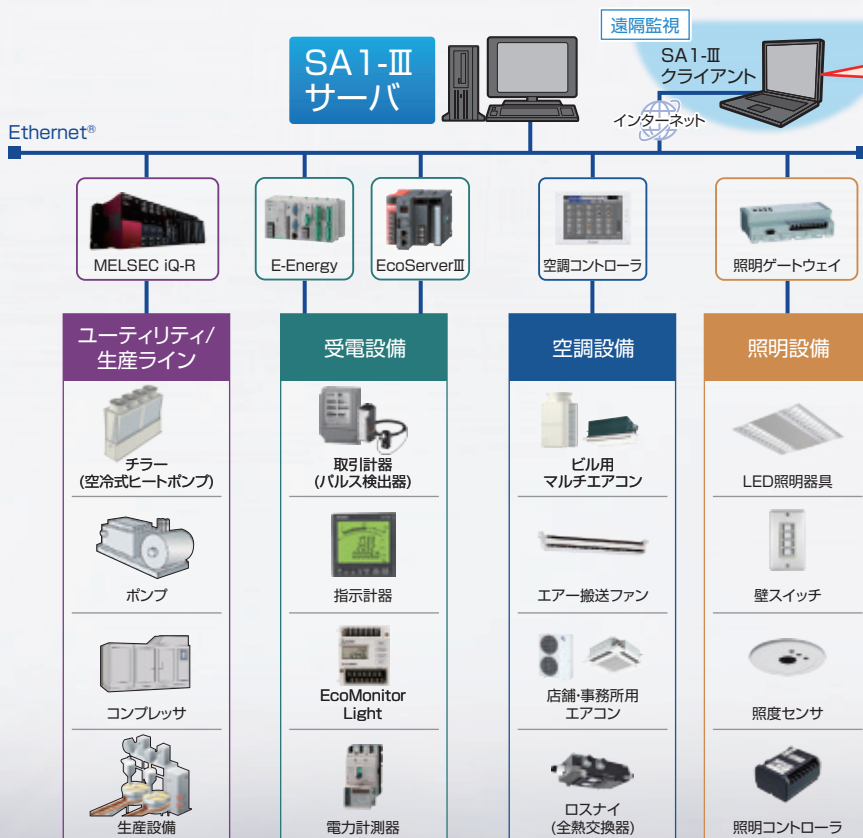 遠隔監視
SA1-Ⅲ
サーバ
SA1-Ⅲ
クライアント
インターネット
Ethernet®
MELSEC iQ-R
E-Energy
EcoServerⅢ
空調コントローラ
照明ゲートウェイ
ユーティリティ/
生産ライン
受電設備
空調設備
照明設備
チラー
(空冷式ヒートポンプ)
取引計器
(パルス検出器)
ビル用
マルチエアコン
LED照明器具
ポンプ
指示計器
エアー搬送ファン
壁スイッチ
コンプレッサ
EcoMonitor
Light
店舗・事務所用
エアコン
照度センサ
生産設備
電力計測器
ロスナイ
(全熱交換器)
照明コントローラ